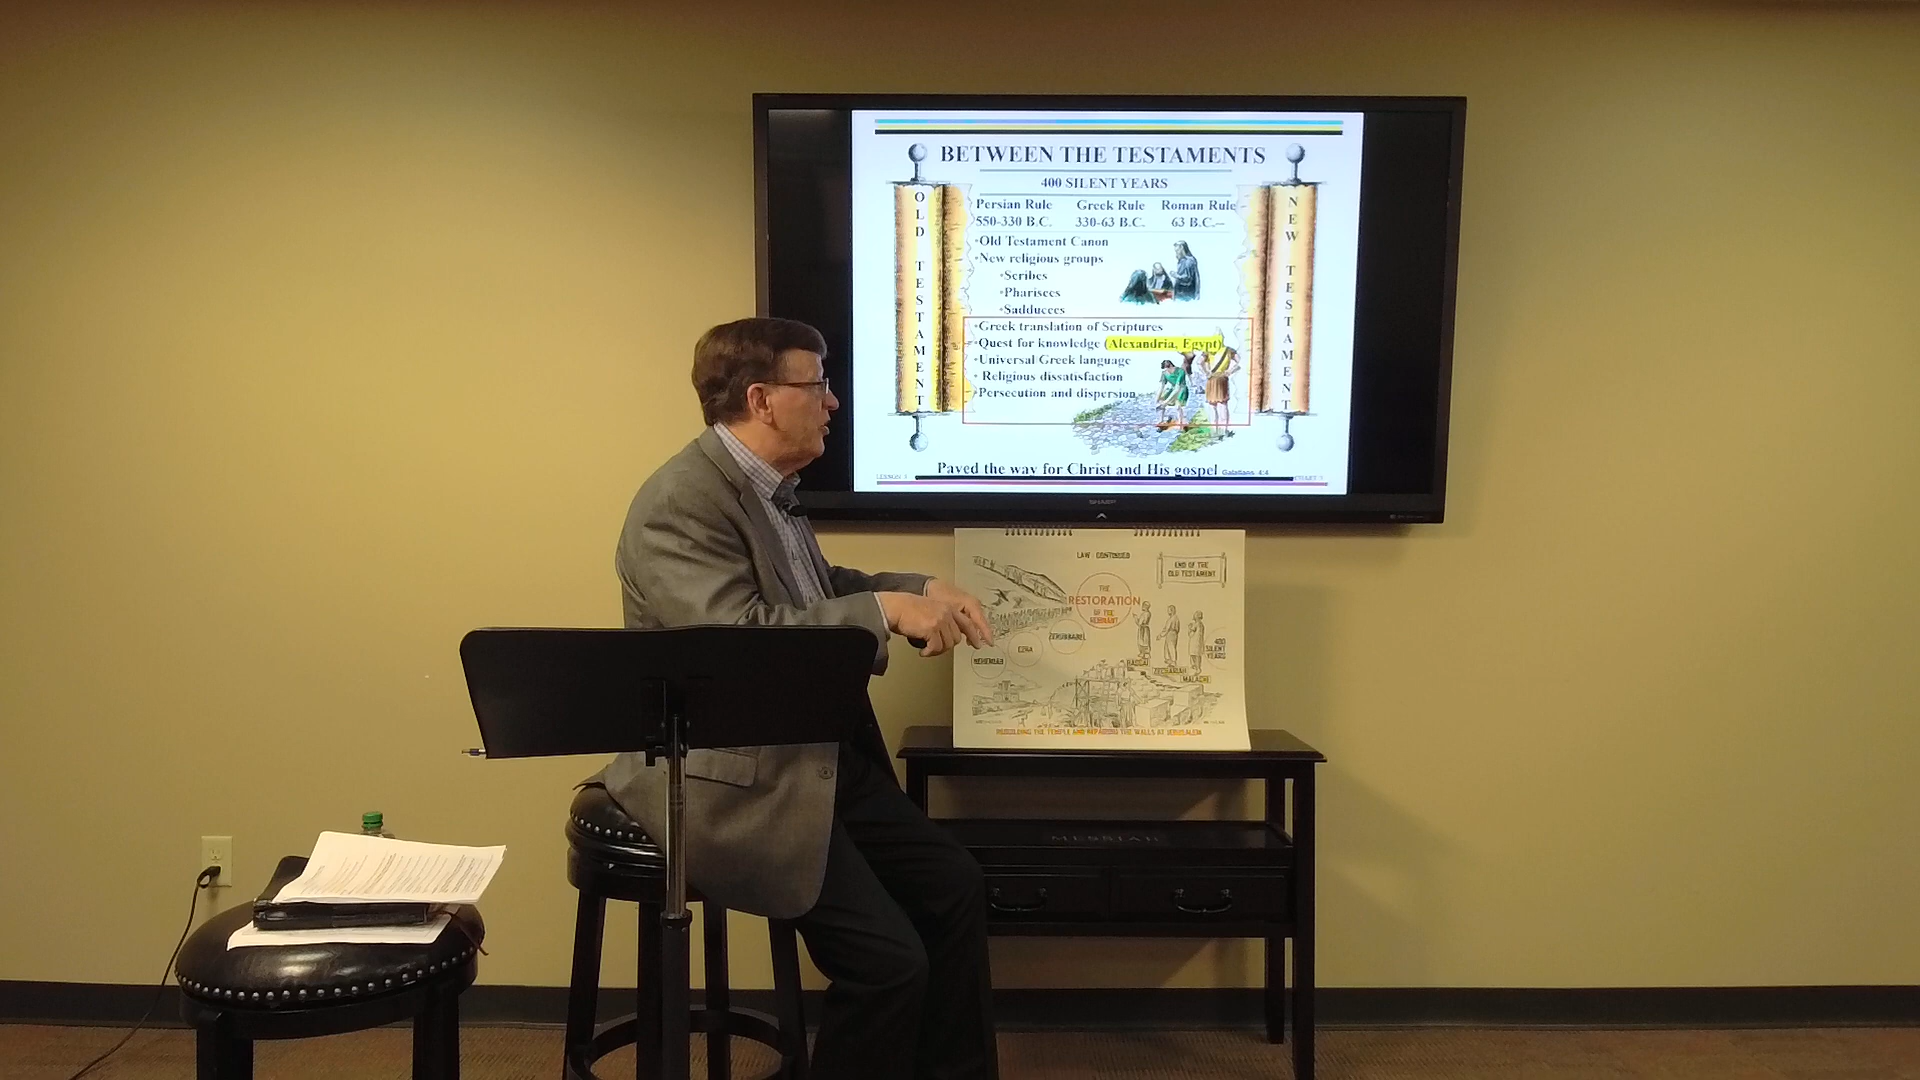 BETWEEN THE TESTAMENTS
400 SILENT YEARS
Persian Rule Greek Rule Roman Rule
550-330 B.C. 330-63 B.C. 63 B.C.--
OLD TESTAMENT
NEW TESTAMENT
•Old Testament Canon
•New religious groups
•Scribes
•Pharisees
•Sadducees
•Greek translation of Scriptures
•Quest for knowledge (Alexandria, Egypt)
•Universal Greek language
• Religious dissatisfaction
•Persecution and dispersion
Paved the way for Christ and His gospel Galatians 4:4
SHARP
LAW - CONTINUED
END OF THE
OLD TESTAMENT
THE
RESTORATION
OF THE
REMNANT
ZERUBBABEL
EZRA
NEHEMIAH
400
SILENT
YEARS
HAGGAI
ZECHARIAH
MALACHI
REBUILDING THE TEMPLE AND REPAIRING THE WALLS AT JERUSALEM
MESSIAH